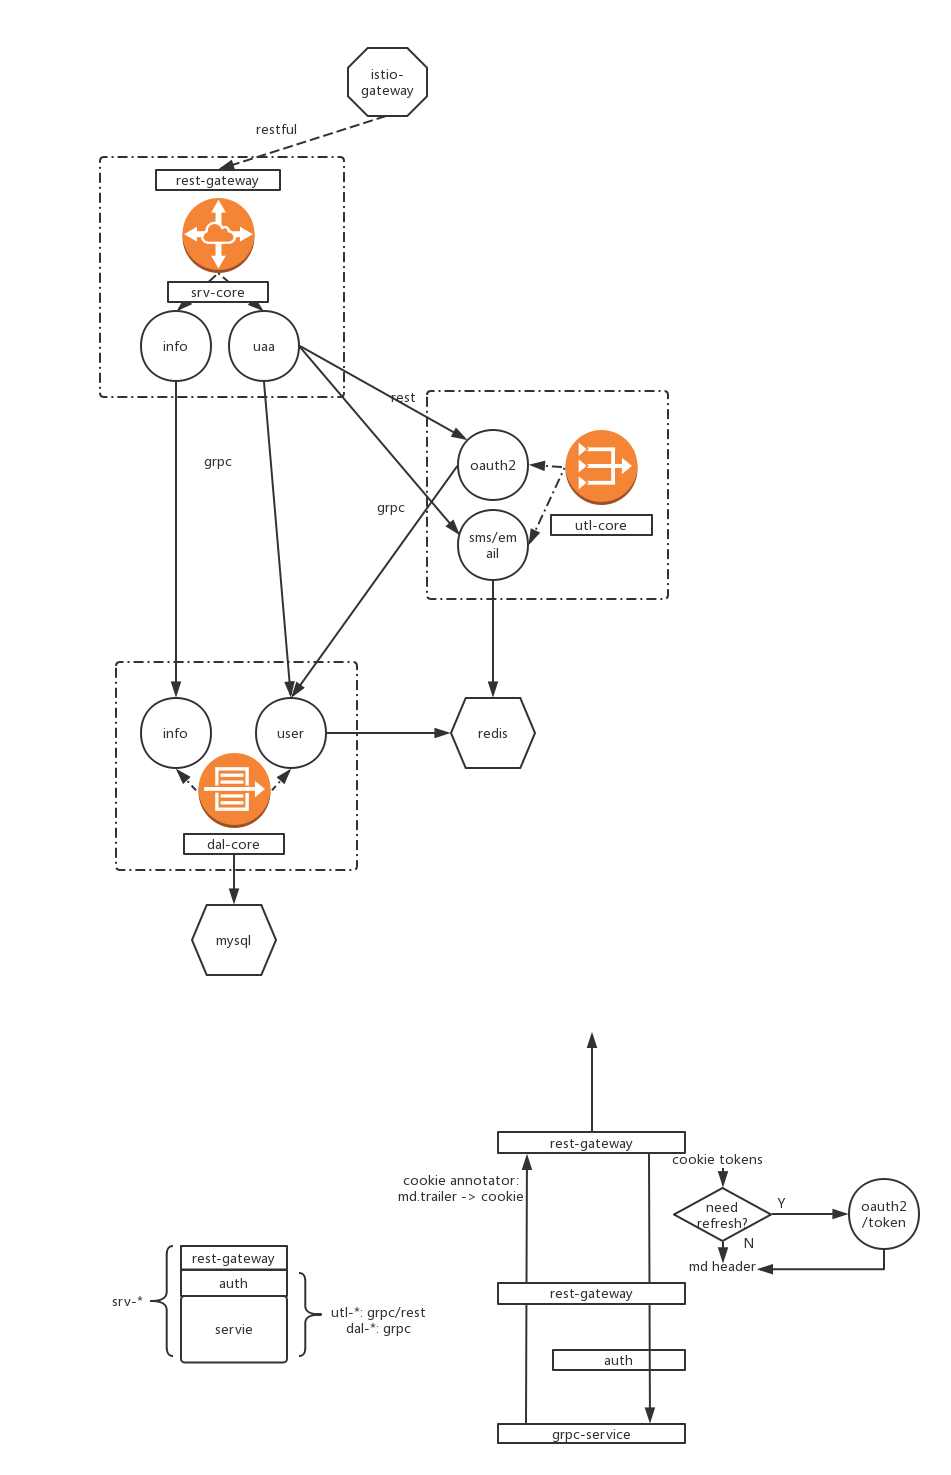 istio-
gateway
restful
rest-gateway
srv-core
info
uaa
rest
grpc
oauth2
grpc
utl-core
sms/em
ail
info
user
redis
dal-core
mysql
rest-gateway
cookie tokens
cookie annotator:
md.trailer -> cookie
need
refresh?
Y
oauth2
/token
N
md header
rest-gateway
auth
servie
srv-*
utl-*: grpc/rest
dal-*: grpc
rest-gateway
auth
grpc-service